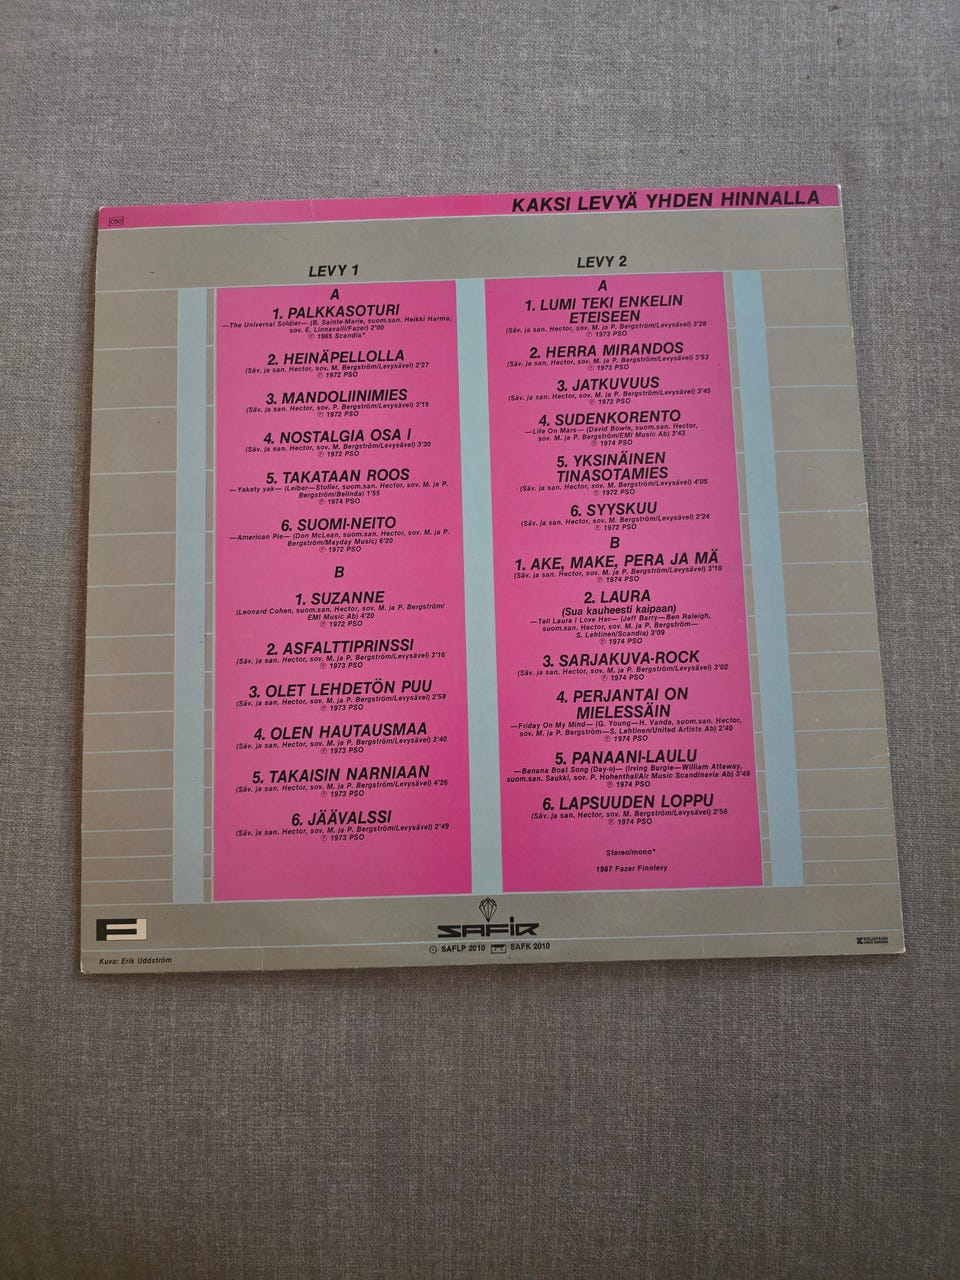 KAKSI LEVYÄ YHDEN HINNALLA
050
LEVY 1
A
1. PALKKASOTURI
—The Universal Soldier— (B. Sainte-Marie, suom.san. Heikki Harma,
sov. E. Linnavalli/Fazer) 2'00
Ⓟ 1965 Scandia*
2. HEINÄPELLOLLA
(Säv. ja san. Hector, sov. M. ja P. Bergström/Levysävel) 2'27
Ⓟ 1972 PSO
3. MANDOLIINIMIES
(Säv. ja san. Hector, sov. P. Bergström/Levysävel) 3'15
Ⓟ 1972 PSO
4. NOSTALGIA OSA I
(Säv. ja san. Hector, sov. M. Bergström/Levysävel) 3'30
Ⓟ 1972 PSO
5. TAKATAAN ROOS
—Yakety yak— (Leiber—Stoller, suom.san. Hector, sov. M. ja P.
Bergström/Belinda) 1'55
Ⓟ 1974 PSO
6. SUOMI-NEITO
—American Pie— (Don McLean, suom.san. Hector, sov. M. ja P.
Bergström/Mayday Music) 6'20
Ⓟ 1972 PSO
B
1. SUZANNE
(Leonard Cohen, suom.san. Hector, sov. M. ja P. Bergström/
EMI Music Ab) 4'20
Ⓟ 1972 PSO
2. ASFALTTIPRINSSI
(Säv. ja san. Hector, sov. M. ja P. Bergström/Levysävel) 3'16
Ⓟ 1973 PSO
3. OLET LEHDETÖN PUU
(Säv. ja san. Hector, sov. M. ja P. Bergström/Levysävel) 2'58
Ⓟ 1973 PSO
4. OLEN HAUTAUSMAA
(Säv. ja san. Hector, sov. M. ja P. Bergström/Levysävel) 2'40
Ⓟ 1973 PSO
5. TAKAISIN NARNIAAN
(Säv. ja san. Hector, sov. M. ja P. Bergström/Levysävel) 4'26
Ⓟ 1973 PSO
6. JÄÄVALSSI
(Säv. ja san. Hector, sov. M. ja P. Bergström/Levysävel) 2'49
Ⓟ 1973 PSO
LEVY 2
A
1. LUMI TEKI ENKELIN
ETEISEEN
(Säv. ja san. Hector, sov. M. ja P. Bergström/Levysävel) 3'28
Ⓟ 1973 PSO
2. HERRA MIRANDOS
(Säv. ja san. Hector, sov. M. ja P. Bergström/Levysävel) 3'53
Ⓟ 1973 PSO
3. JATKUVUUS
(Säv. ja san. Hector, sov. M. ja P. Bergström/Levysävel) 3'45
Ⓟ 1972 PSO
4. SUDENKORENTO
—Life On Mars— (David Bowie, suom.san. Hector,
sov. M. ja P. Bergström/EMI Music Ab) 3'43
Ⓟ 1974 PSO
5. YKSINÄINEN
TINASOTAMIES
(Säv. ja san. Hector, sov. M. ja P. Bergström/Levysävel) 4'05
Ⓟ 1972 PSO
6. SYYSKUU
(Säv. ja san. Hector, sov. M. ja P. Bergström/Levysävel) 2'24
Ⓟ 1972 PSO
B
1. AKE, MAKE, PERA JA MÄ
(Säv. ja san. Hector, sov. M. ja P. Bergström/Levysävel) 3'10
Ⓟ 1974 PSO
2. LAURA
(Sua kauheesti kaipaan)
—Tell Laura I Love Her— (Jeff Barry—Ben Raleigh,
suom.san. Hector, sov. M. ja P. Bergström—
S. Lehtinen/Scandia) 3'09
Ⓟ 1974 PSO
3. SARJAKUVA-ROCK
(Säv. ja san. Hector, sov. M. ja P. Bergström/Levysävel) 3'02
Ⓟ 1974 PSO
4. PERJANTAI ON
MIELESSÄIN
—Friday On My Mind— (G. Young—H. Vanda, suom.san. Hector,
sov. M. ja P. Bergström—S. Lehtinen/United Artists Ab) 2'40
Ⓟ 1974 PSO
5. PANAANI-LAULU
—Banana Boat Song (Day-o)— (Irving Burgie—William Attaway,
suom.san. Saukki, sov. P. Hohenthal/Air Music Scandinavia Ab) 3'49
Ⓟ 1974 PSO
6. LAPSUUDEN LOPPU
(Säv. ja san. Hector, sov. M. ja P. Bergström/Levysävel) 2'58
Ⓟ 1974 PSO
Stereo/mono*
1987 Fazer Finnlevy
F
SAFIR
SAFLP 2010 SAFK 2010
Kuva: Erik Uddström
KIRJAPAINO